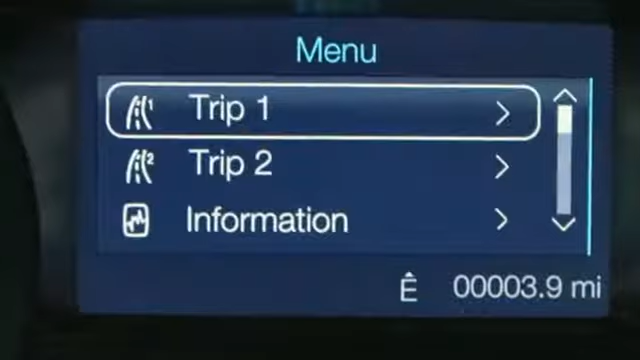 Menu
Trip 1
Trip 2
Information
Ê 00003.9 mi